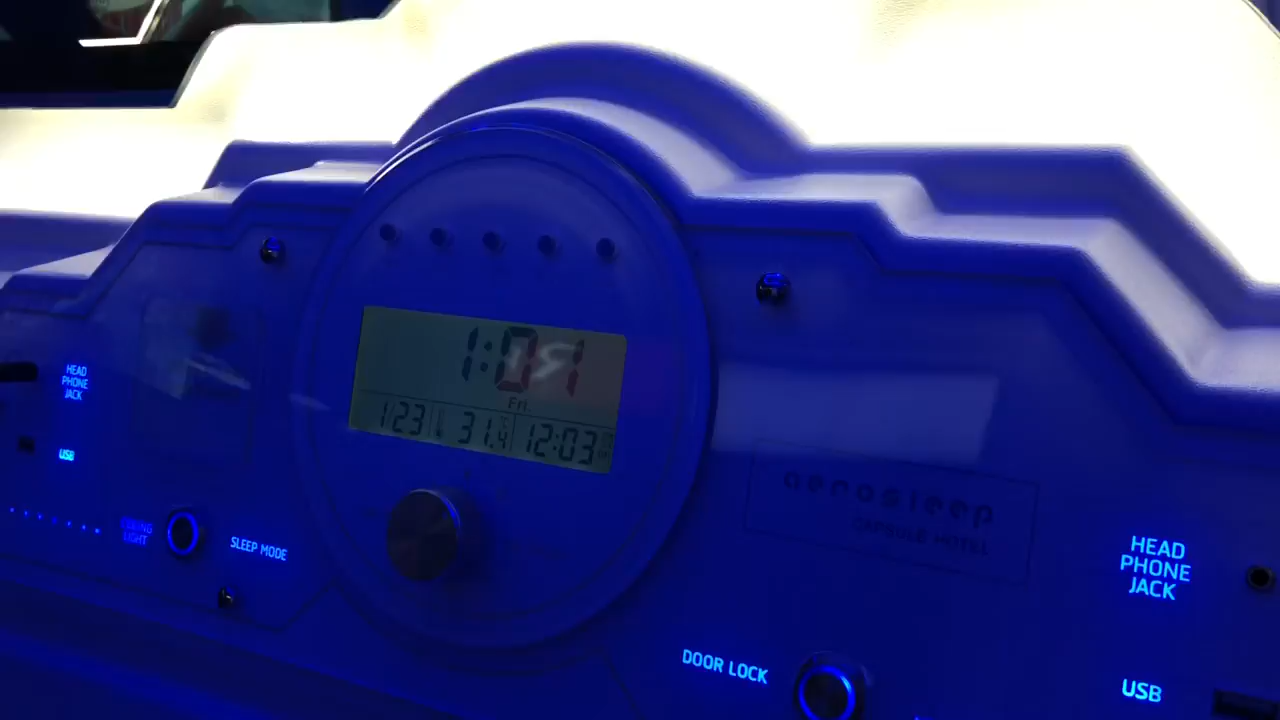 1:01
Fri.
1/23 31.4°C 12:03
HEAD
PHONE
JACK
USB
LIGHT
SLEEP MODE
aerosleep
CAPSULE HOTEL
HEAD
PHONE
JACK
DOOR LOCK
USB